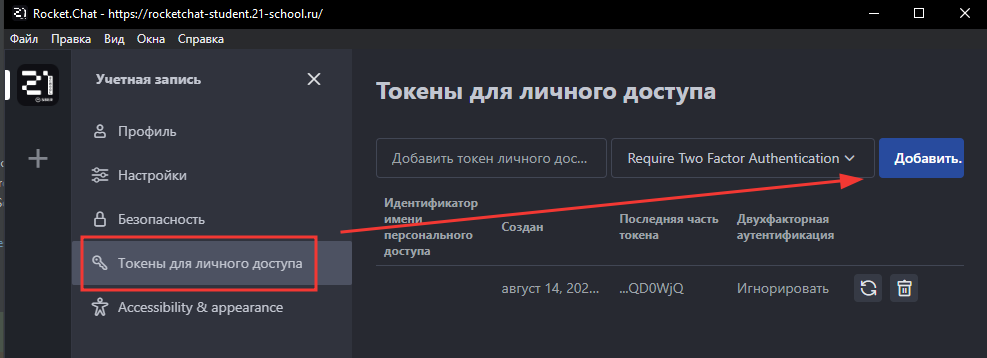 Rocket.Chat - https://rocketchat-student.21-school.ru/
Файл Правка Вид Окна Справка
21
Учетная запись
Профиль
Настройки
Безопасность
Токены для личного доступа
Accessibility & appearance
Токены для личного доступа
Добавить токен личного дос...
Require Two Factor Authentication
Добавить.
Идентификатор
имени
персонального
доступа
Создан
Последняя часть
токена
Двухфакторная
аутентификация
август 14, 202...
...QD0WjQ
Игнорировать